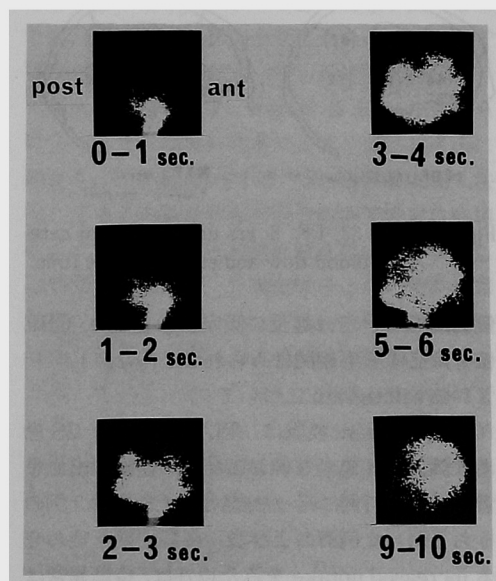 post
ant
0–1 sec.
3–4 sec.
1–2 sec.
5–6 sec.
2–3 sec.
9–10 sec.